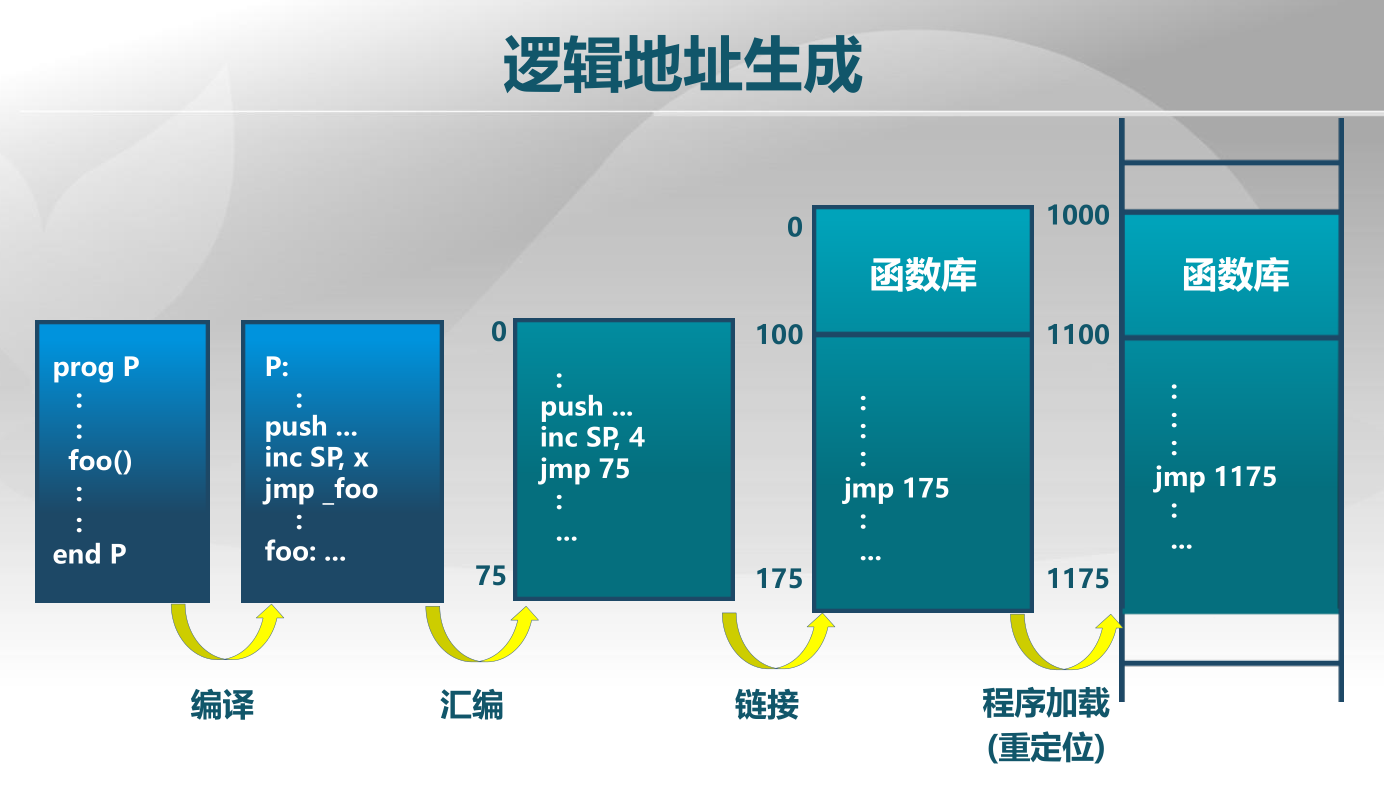 逻辑地址生成
prog P
:
:
foo()
:
:
end P
P:
:
push ...
inc SP, x
jmp _foo
:
foo: ...
0
75
:
push ...
inc SP, 4
jmp 75
:
...
0
100
175
函数库
:
:
:
jmp 175
:
...
1000
1100
1175
函数库
:
:
:
jmp 1175
:
...
编译
汇编
链接
程序加载
(重定位)